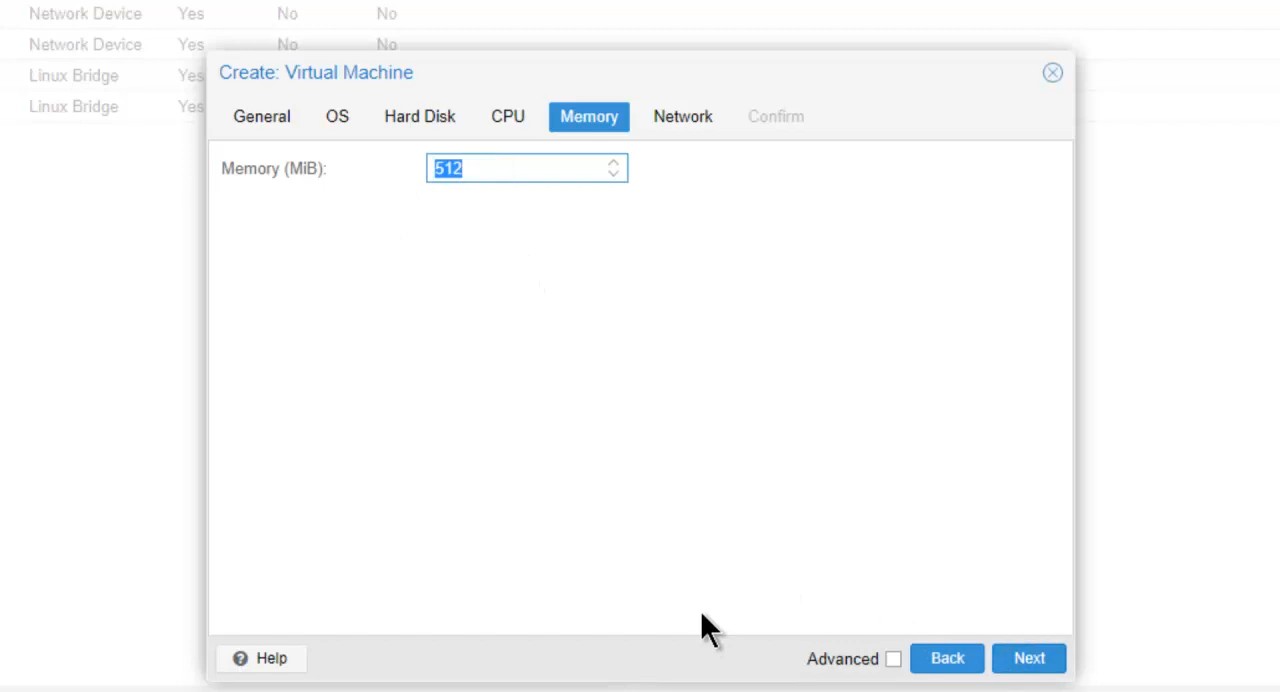 Network Device Yes No No
Network Device Yes No No
Linux Bridge Yes
Linux Bridge Yes
Create: Virtual Machine
General OS Hard Disk CPU Memory Network Confirm
Memory (MiB): 512
Help Advanced Back Next